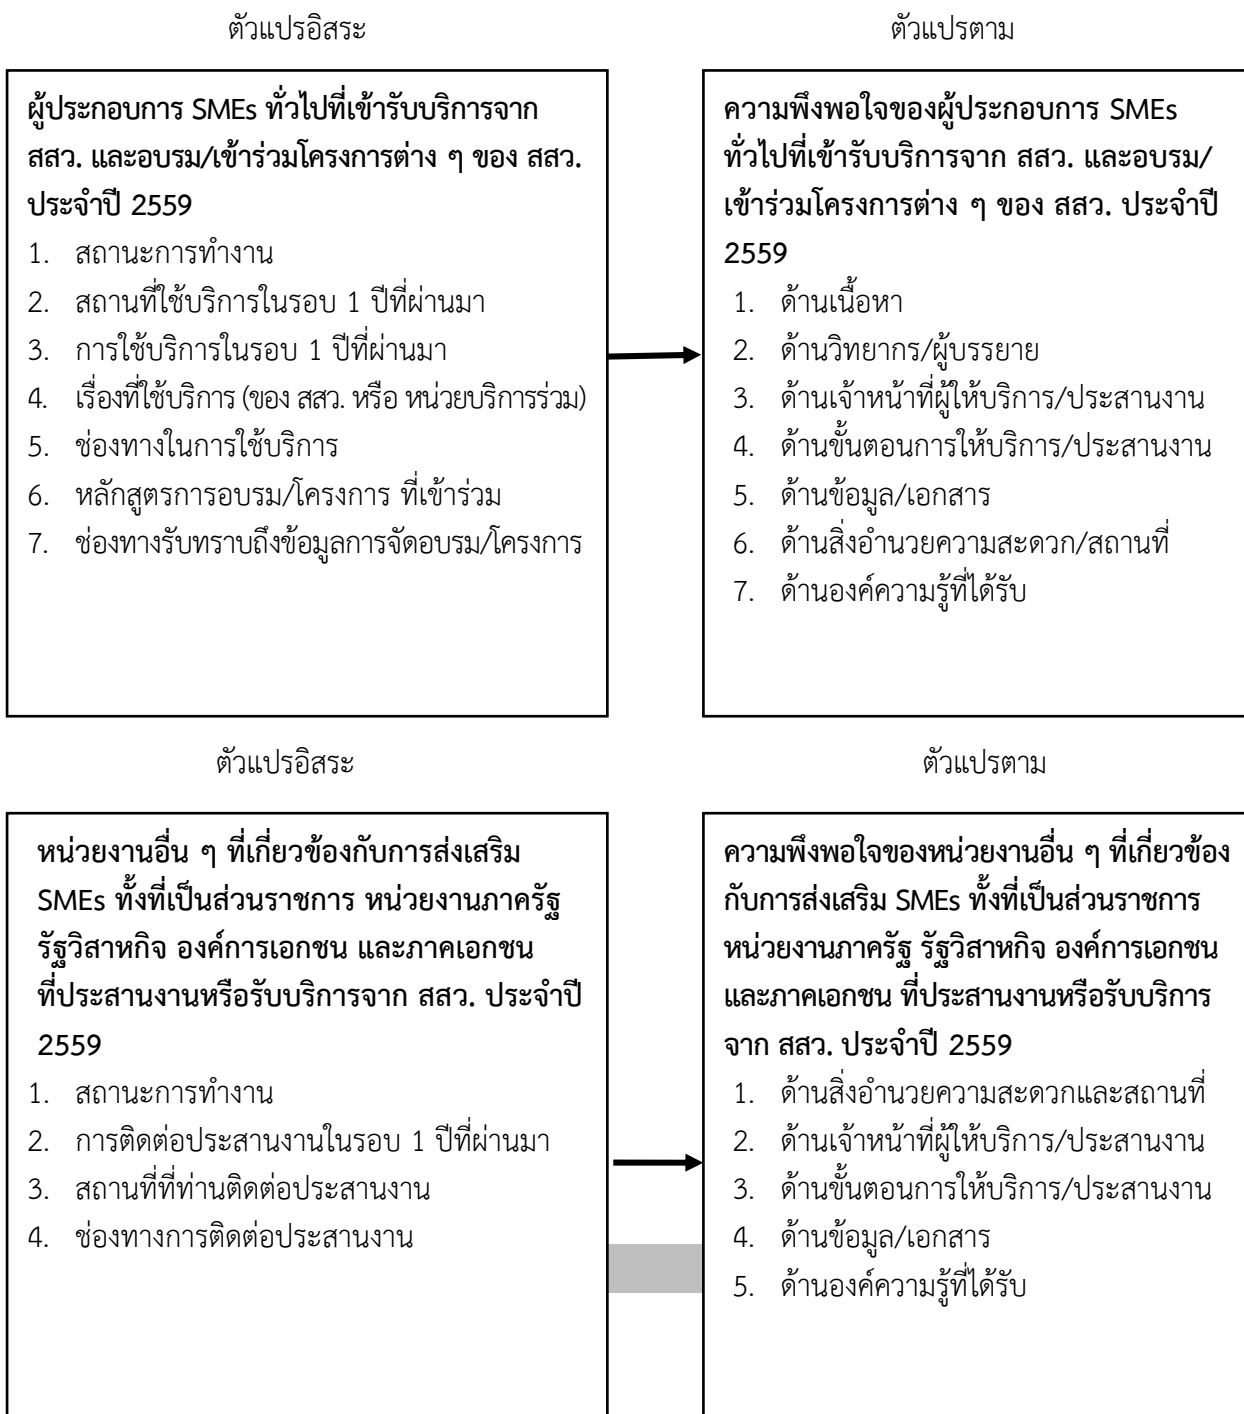 ตัวแปรอิสระ
ตัวแปรตาม
ผู้ประกอบการ SMEs ทั่วไปที่เข้ารับบริการจาก
สสว. และอบรม/เข้าร่วมโครงการต่าง ๆ ของ สสว.
ประจำปี 2559
1. สถานะการทำงาน
2. สถานที่ใช้บริการในรอบ 1 ปีที่ผ่านมา
3. การใช้บริการในรอบ 1 ปีที่ผ่านมา
4. เรื่องที่ใช้บริการ (ของ สสว. หรือ หน่วยบริการร่วม)
5. ช่องทางในการใช้บริการ
6. หลักสูตรการอบรม/โครงการ ที่เข้าร่วม
7. ช่องทางรับทราบถึงข้อมูลการจัดอบรม/โครงการ
ความพึงพอใจของผู้ประกอบการ SMEs
ทั่วไปที่เข้ารับบริการจาก สสว. และอบรม/
เข้าร่วมโครงการต่าง ๆ ของ สสว. ประจำปี
2559
1. ด้านเนื้อหา
2. ด้านวิทยากร/ผู้บรรยาย
3. ด้านเจ้าหน้าที่ผู้ให้บริการ/ประสานงาน
4. ด้านขั้นตอนการให้บริการ/ประสานงาน
5. ด้านข้อมูล/เอกสาร
6. ด้านสิ่งอำนวยความสะดวก/สถานที่
7. ด้านองค์ความรู้ที่ได้รับ
ตัวแปรอิสระ
ตัวแปรตาม
หน่วยงานอื่น ๆ ที่เกี่ยวข้องกับการส่งเสริม
SMEs ทั้งที่เป็นส่วนราชการ หน่วยงานภาครัฐ
รัฐวิสาหกิจ องค์การเอกชน และภาคเอกชน
ที่ประสานงานหรือรับบริการจาก สสว. ประจำปี
2559
1. สถานะการทำงาน
2. การติดต่อประสานงานในรอบ 1 ปีที่ผ่านมา
3. สถานที่ที่ท่านติดต่อประสานงาน
4. ช่องทางการติดต่อประสานงาน
ความพึงพอใจของหน่วยงานอื่น ๆ ที่เกี่ยวข้อง
กับการส่งเสริม SMEs ทั้งที่เป็นส่วนราชการ
หน่วยงานภาครัฐ รัฐวิสาหกิจ องค์การเอกชน
และภาคเอกชน ที่ประสานงานหรือรับบริการ
จาก สสว. ประจำปี 2559
1. ด้านสิ่งอำนวยความสะดวกและสถานที่
2. ด้านเจ้าหน้าที่ผู้ให้บริการ/ประสานงาน
3. ด้านขั้นตอนการให้บริการ/ประสานงาน
4. ด้านข้อมูล/เอกสาร
5. ด้านองค์ความรู้ที่ได้รับ